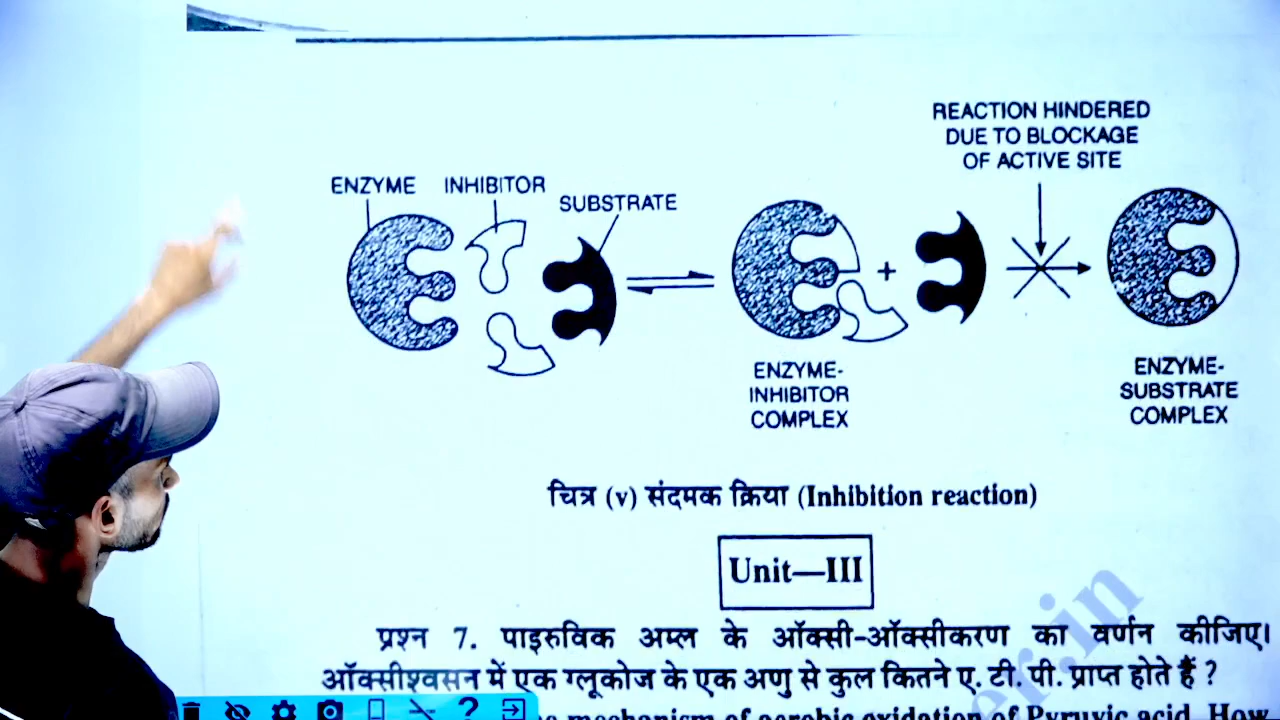 REACTION HINDERED
DUE TO BLOCKAGE
OF ACTIVE SITE
ENZYME
INHIBITOR
SUBSTRATE
+
ENZYME-
INHIBITOR
COMPLEX
ENZYME-
SUBSTRATE
COMPLEX
चित्र (v) संदमक क्रिया (Inhibition reaction)
Unit—III
प्रश्न 7. पाइरुविक अम्ल के ऑक्सी-ऑक्सीकरण का वर्णन कीजिए।
ऑक्सीश्वसन में एक ग्लूकोज के एक अणु से कुल कितने ए. टी. पी. प्राप्त होते हैं ?
mechanism of aerobic oxidation of Pyruvic acid. How
er.in